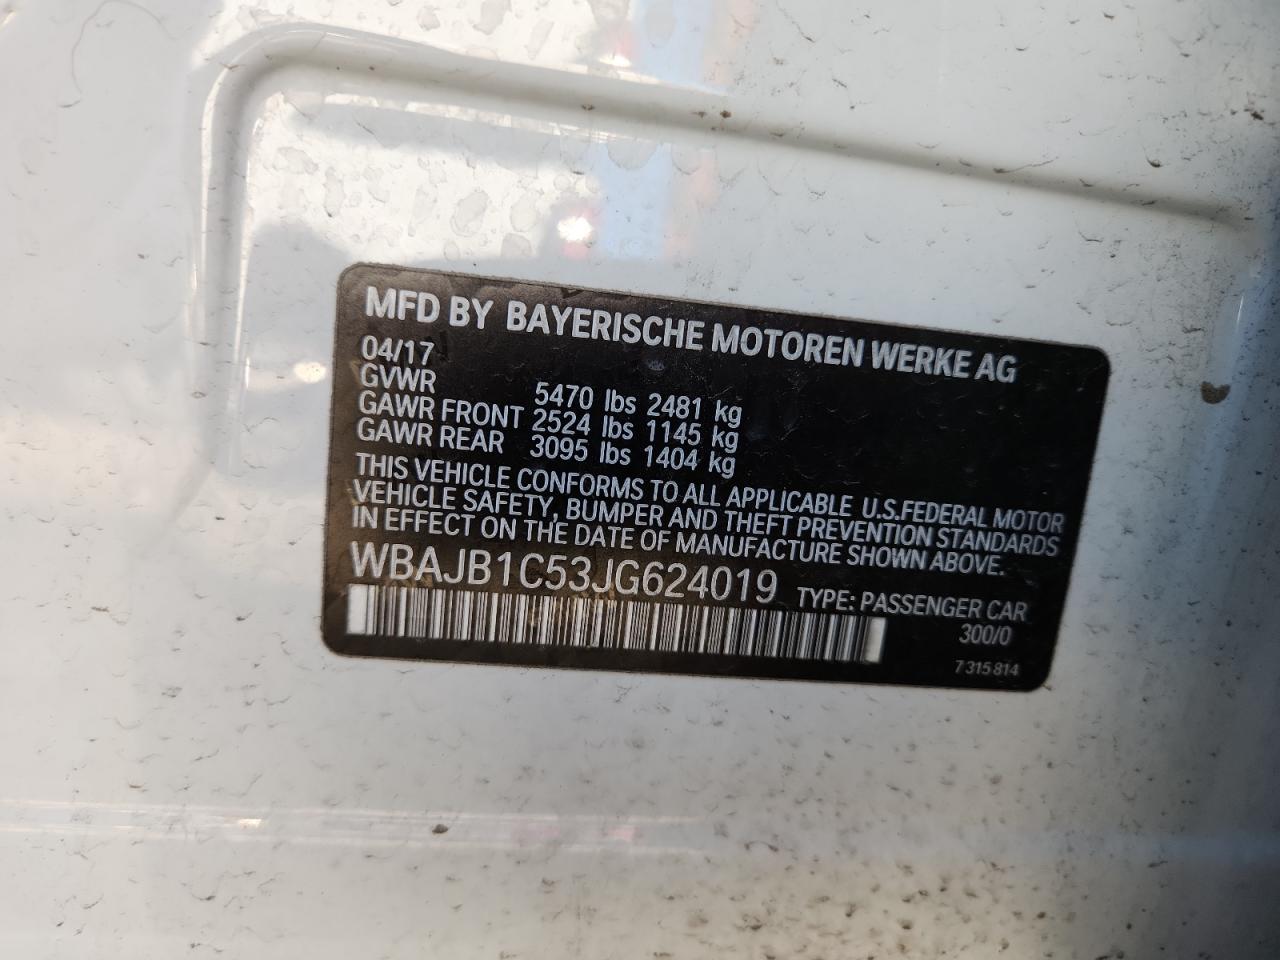 MFD BY BAYERISCHE MOTOREN WERKE AG
04/17
GVWR 5470 lbs 2481 kg
GAWR FRONT 2524 lbs 1145 kg
GAWR REAR 3095 lbs 1404 kg
THIS VEHICLE CONFORMS TO ALL APPLICABLE U.S.FEDERAL MOTOR
VEHICLE SAFETY, BUMPER AND THEFT PREVENTION STANDARDS
IN EFFECT ON THE DATE OF MANUFACTURE SHOWN ABOVE.
WBAJB1C53JG624019 TYPE: PASSENGER CAR
300/0
7 315 814